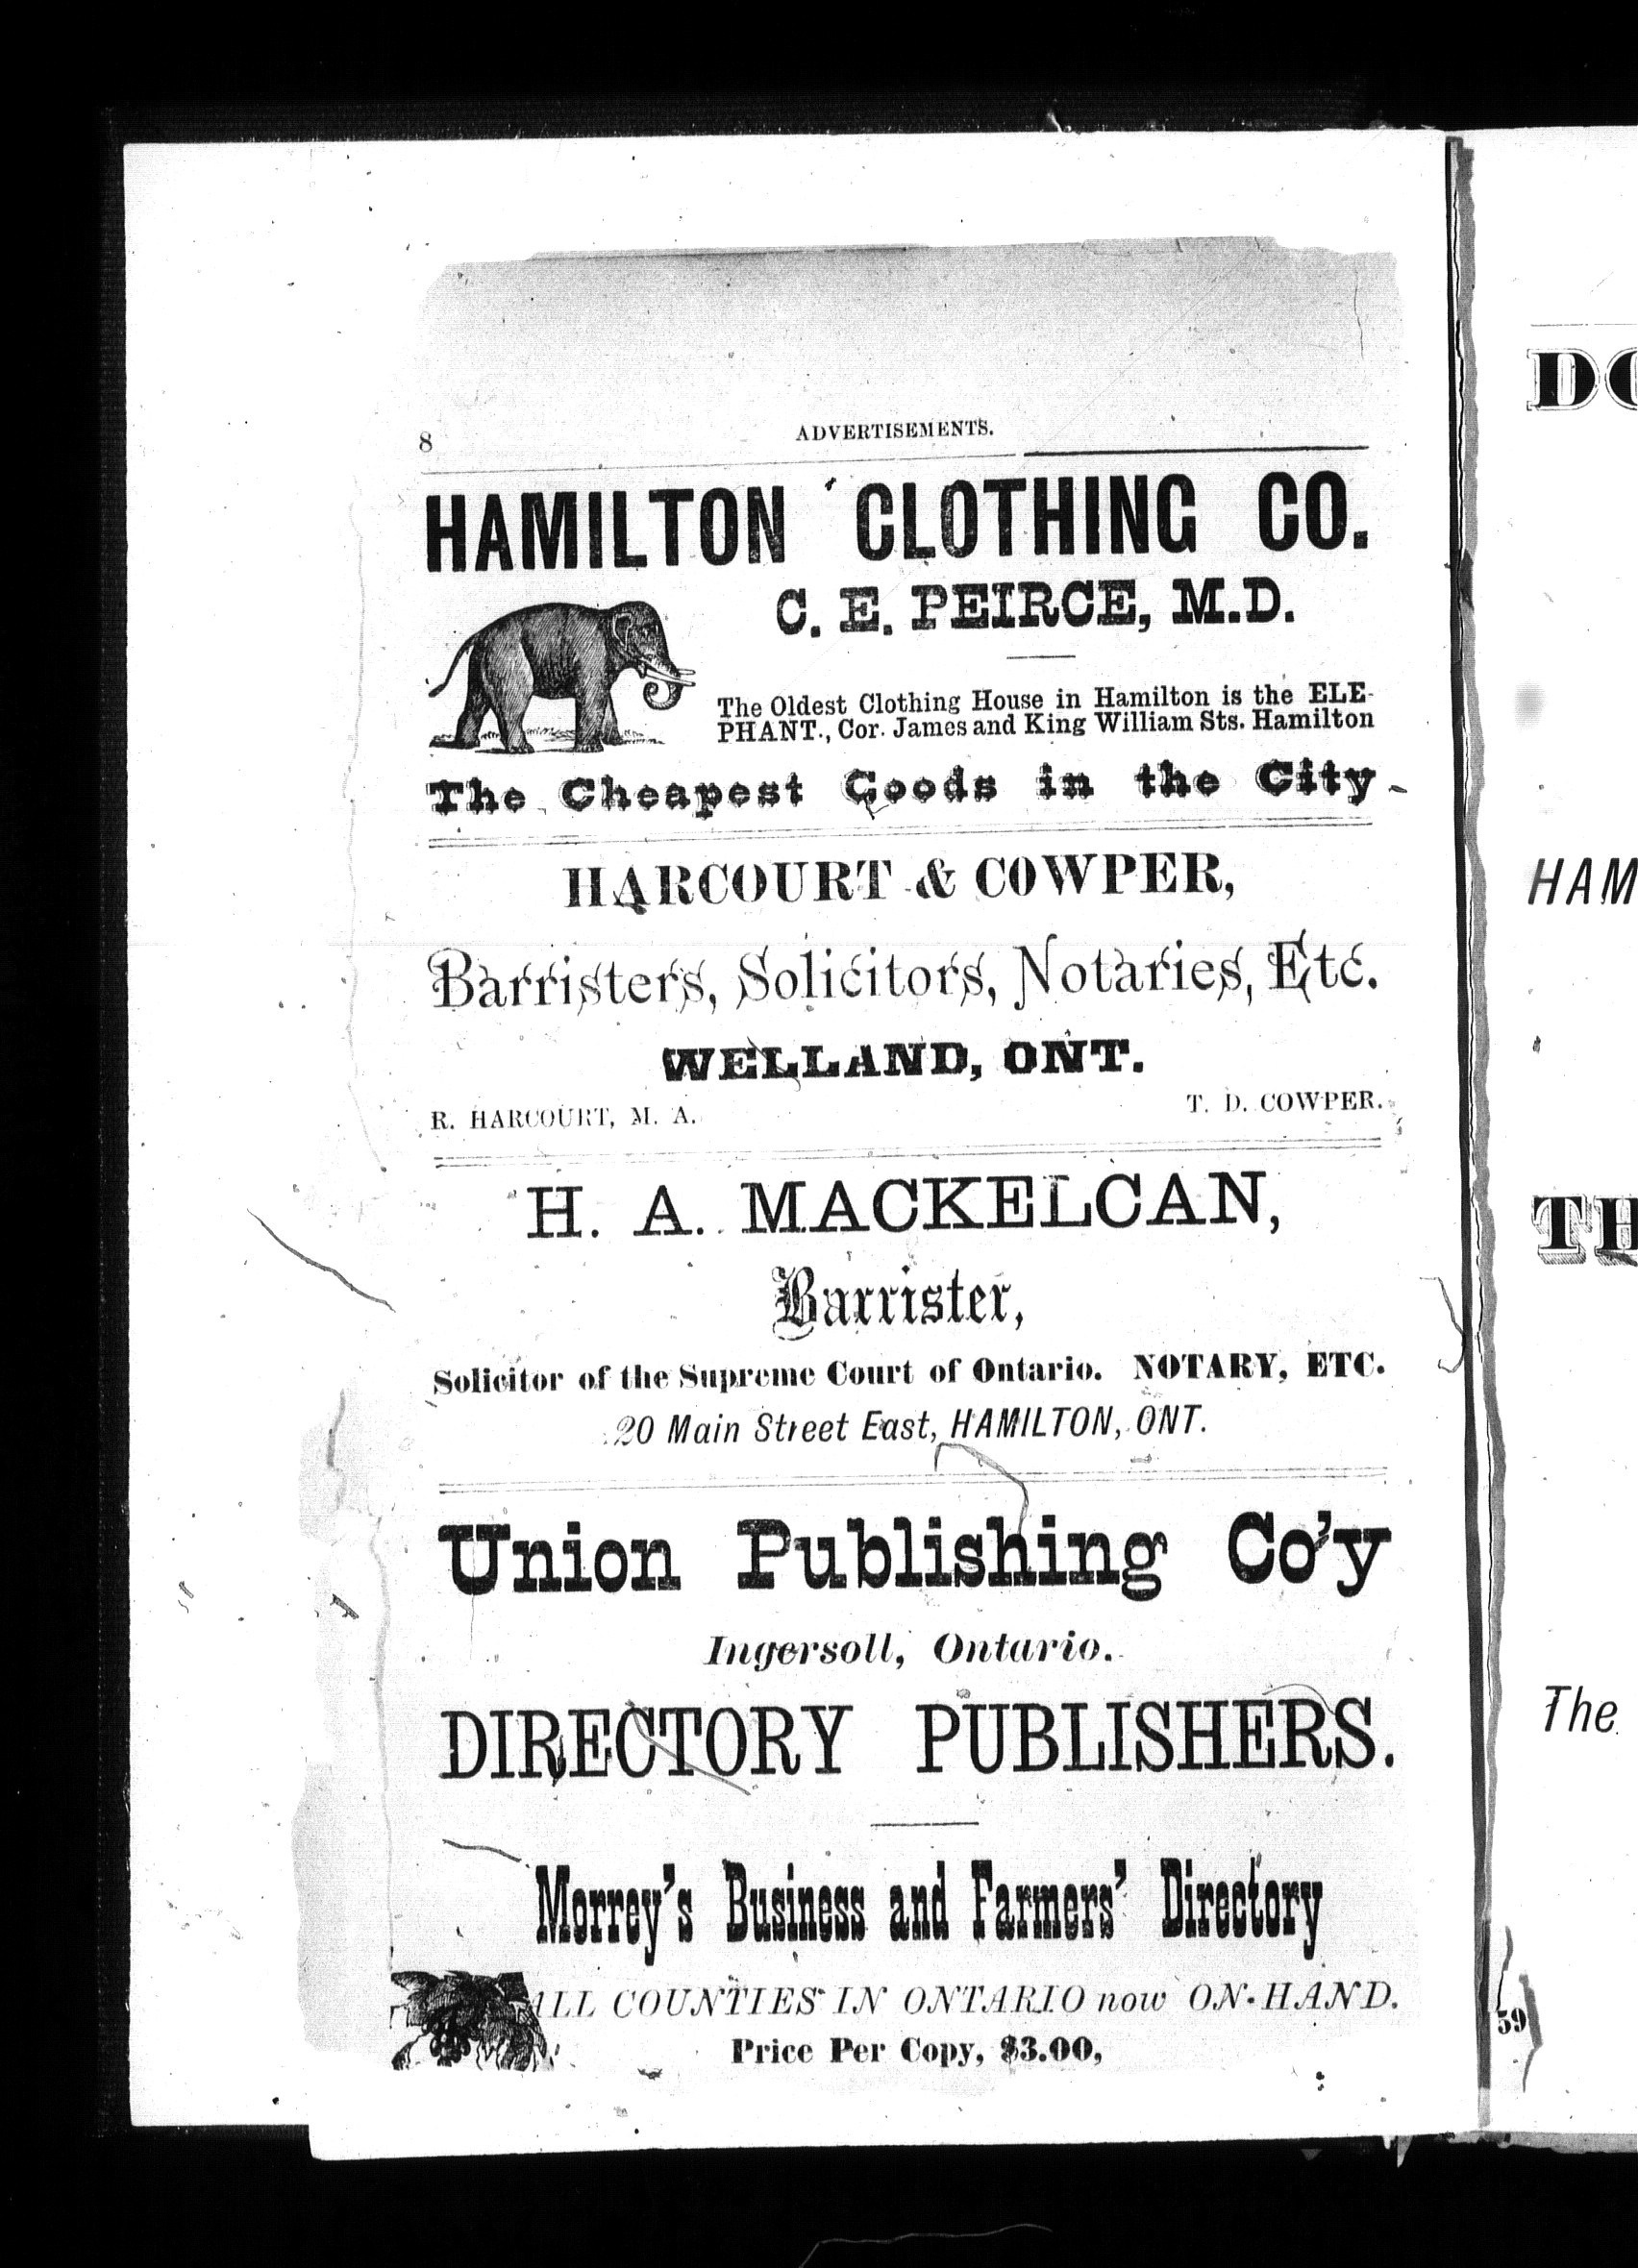 8
ADVERTISEMENTS.
HAMILTON CLOTHING CO.
C. E. PEIRCE, M.D.
The Oldest Clothing House in Hamilton is the ELE-
PHANT., Cor. James and King William Sts. Hamilton
The Cheapest Goods in the City
HARCOURT & COWPER,
Barristers, Solicitors, Notaries, Etc.
WELLAND, ONT.
R. HARCOURT, M. A.
T. D. COWPER.
H. A. MACKELCAN,
Barrister,
Solicitor of the Supreme Court of Ontario. NOTARY, ETC.
20 Main Street East, HAMILTON, ONT.
Union Publishing Co'y
Ingersoll, Ontario.
DIRECTORY PUBLISHERS.
Morrey's Business and Farmers' Directory
ALL COUNTIES IN ONTARIO now ON-HAND.
Price Per Copy, $3.00,
DO
HAM
TH
The
59